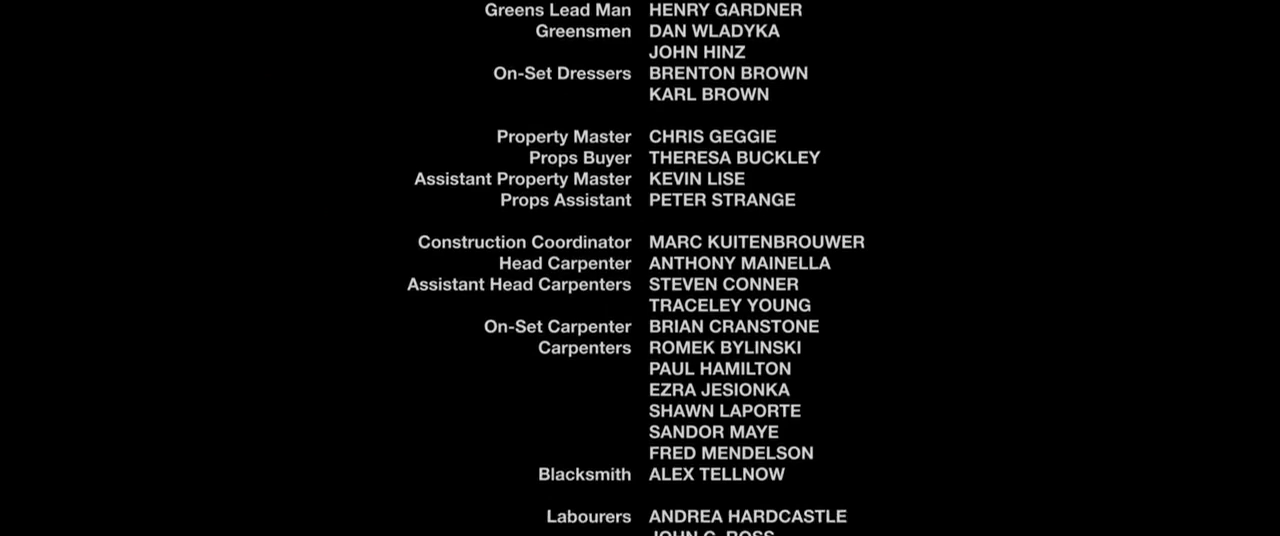 Greens Lead Man HENRY GARDNER
Greensmen DAN WLADYKA
JOHN HINZ
On-Set Dressers BRENTON BROWN
KARL BROWN
Property Master CHRIS GEGGIE
Props Buyer THERESA BUCKLEY
Assistant Property Master KEVIN LISE
Props Assistant PETER STRANGE
Construction Coordinator MARC KUITENBROUWER
Head Carpenter ANTHONY MAINELLA
Assistant Head Carpenters STEVEN CONNER
TRACELEY YOUNG
On-Set Carpenter BRIAN CRANSTONE
Carpenters ROMEK BYLINSKI
PAUL HAMILTON
EZRA JESIONKA
SHAWN LAPORTE
SANDOR MAYE
FRED MENDELSON
Blacksmith ALEX TELLNOW
Labourers ANDREA HARDCASTLE